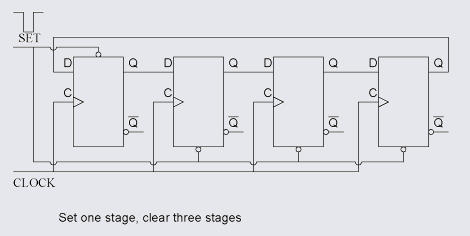 SET
D Q D Q D Q D Q
C C C C
Q Q Q Q
CLOCK
Set one stage, clear three stages